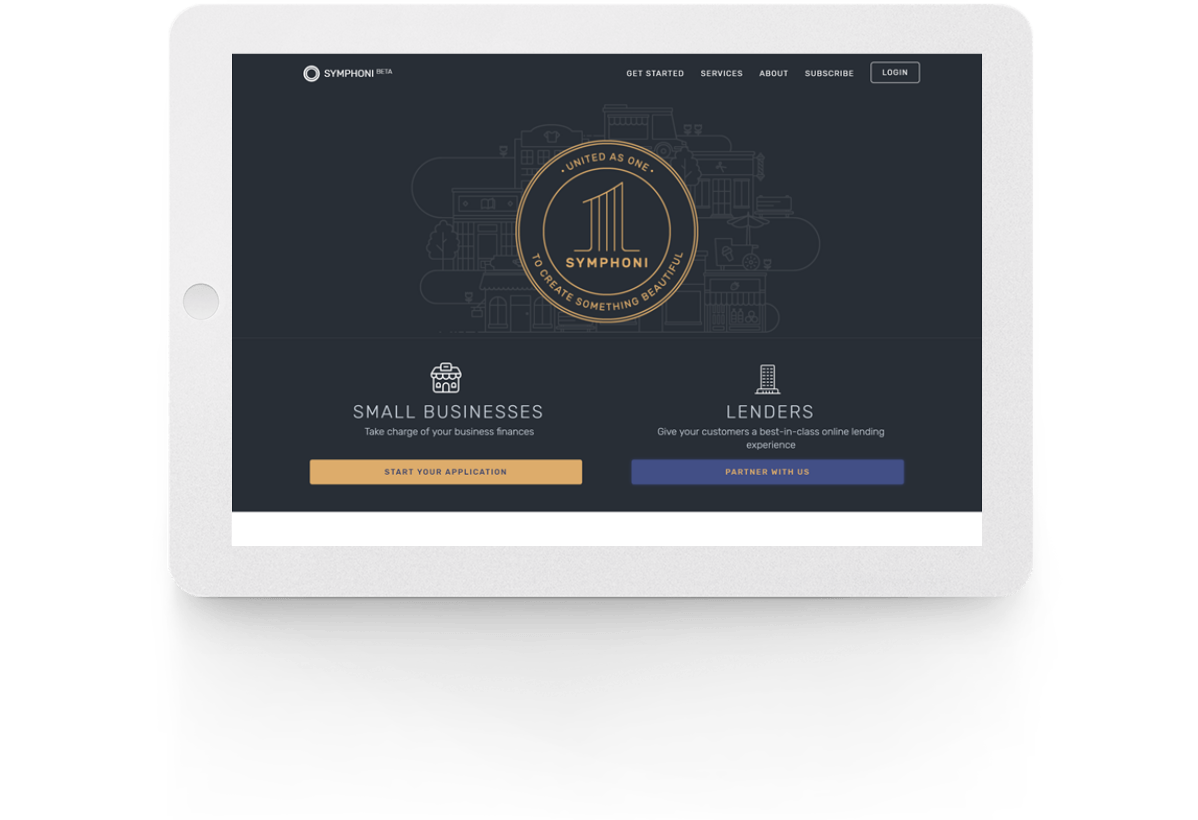 SYMPHONI BETA
GET STARTED SERVICES ABOUT SUBSCRIBE LOGIN
· UNITED AS ONE ·
SYMPHONI
TO CREATE SOMETHING BEAUTIFUL
SMALL BUSINESSES
Take charge of your business finances
START YOUR APPLICATION
LENDERS
Give your customers a best-in-class online lending
experience
PARTNER WITH US